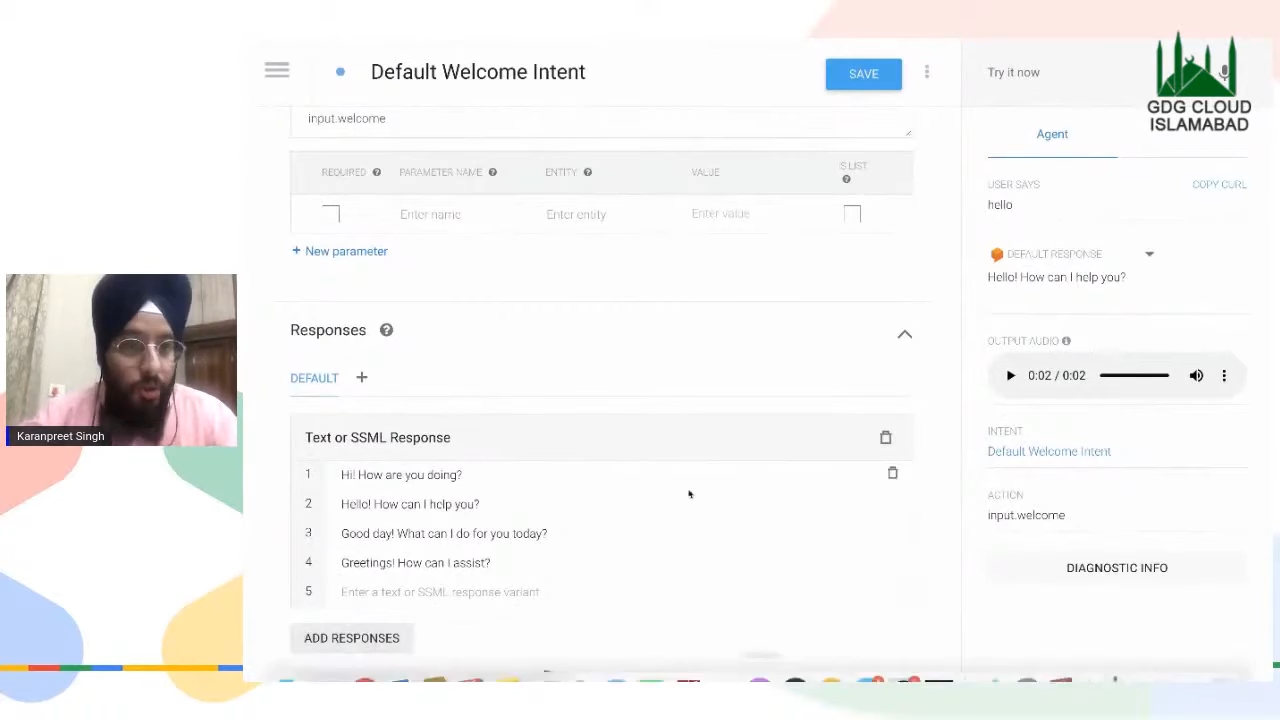 Default Welcome Intent
SAVE
Try it now
GDG CLOUD
ISLAMABAD
input.welcome
Agent
REQUIRED
PARAMETER NAME
ENTITY
VALUE
IS LIST
Enter name
Enter entity
Enter value
+ New parameter
USER SAYS
COPY CURL
hello
DEFAULT RESPONSE
Hello! How can I help you?
Responses
DEFAULT +
OUTPUT AUDIO
0:02 / 0:02
Karanpreet Singh
Text or SSML Response
1 Hi! How are you doing?
2 Hello! How can I help you?
3 Good day! What can I do for you today?
4 Greetings! How can I assist?
5 Enter a text or SSML response variant
ADD RESPONSES
INTENT
Default Welcome Intent
ACTION
input.welcome
DIAGNOSTIC INFO